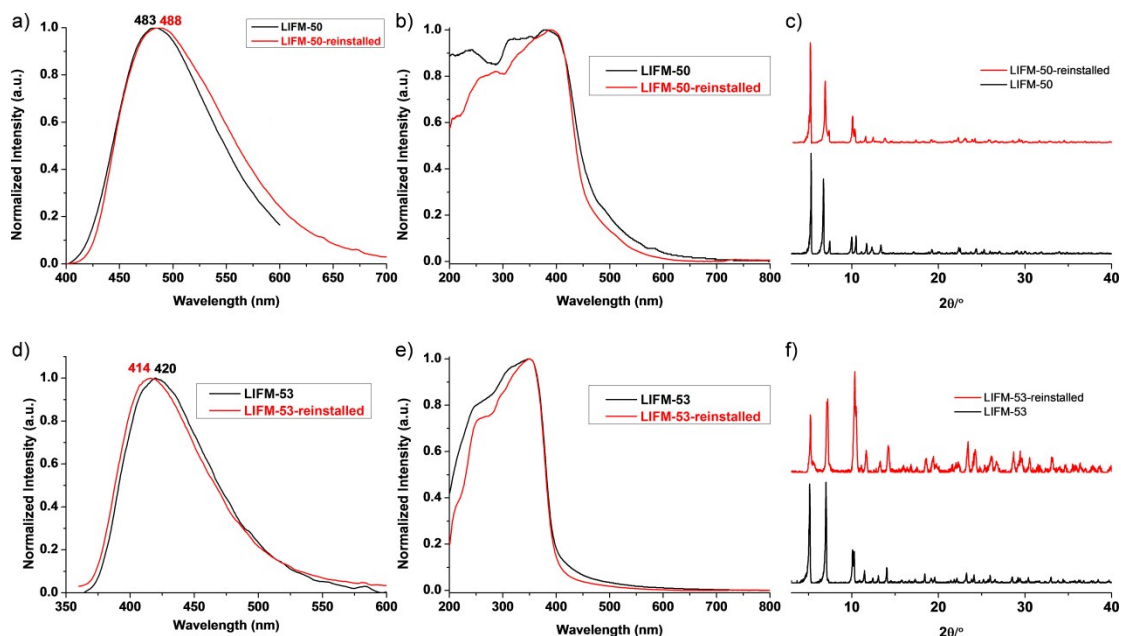 a)
483 488
LIFM-50
LIFM-50-reinstalled
Normalized Intensity (a.u.)
1.0
0.8
0.6
0.4
0.2
0.0
400 450 500 550 600 650 700
Wavelength (nm)
b)
LIFM-50
LIFM-50-reinstalled
Normalized Intensity (a.u.)
1.0
0.8
0.6
0.4
0.2
0.0
200 300 400 500 600 700 800
Wavelength (nm)
c)
LIFM-50-reinstalled
LIFM-50
10 20 30 40
2θ/°
d)
414 420
LIFM-53
LIFM-53-reinstalled
Normalized Intensity (a.u.)
1.0
0.8
0.6
0.4
0.2
0.0
350 400 450 500 550 600
Wavelength (nm)
e)
LIFM-53
LIFM-53-reinstalled
Normalized Intensity (a.u.)
1.0
0.8
0.6
0.4
0.2
0.0
200 300 400 500 600 700 800
Wavelength (nm)
f)
LIFM-53-reinstalled
LIFM-53
10 20 30 40
2θ/°